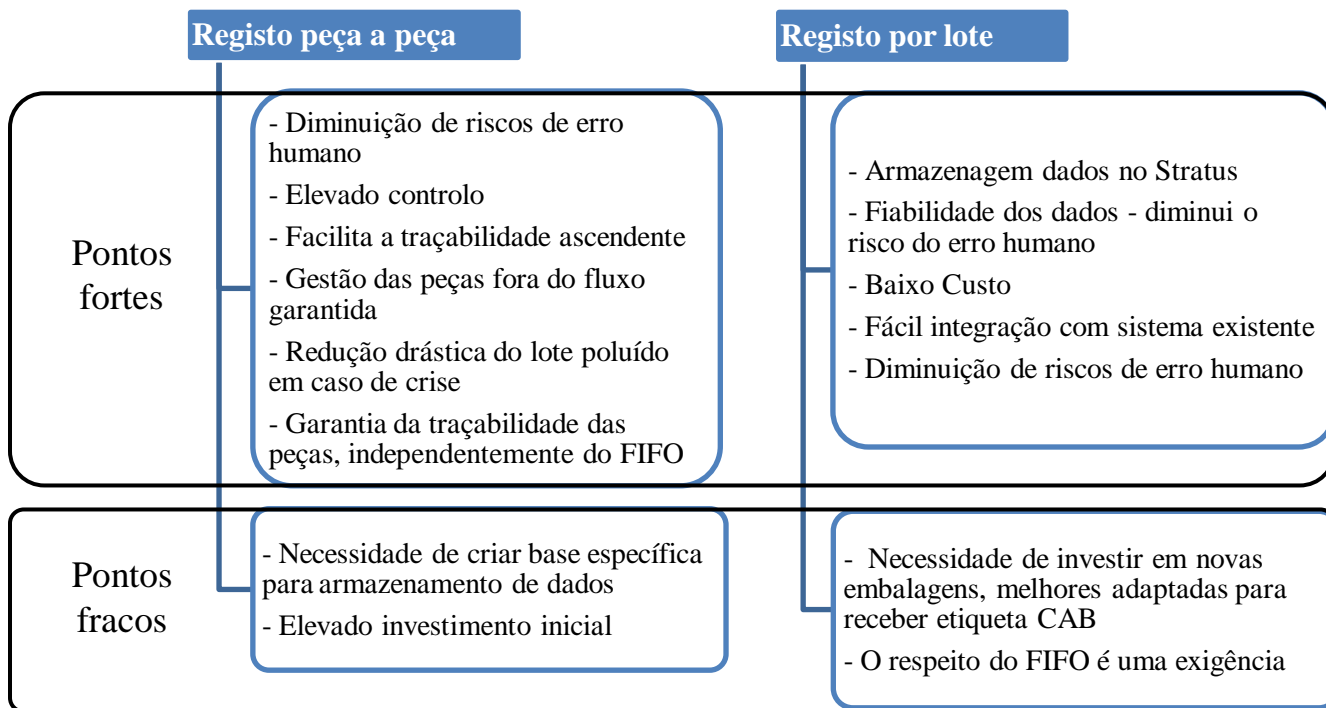 Registo peça a peça
Registo por lote
Pontos
fortes
- Diminuição de riscos de erro
humano
- Elevado controlo
- Facilita a traçabilidade ascendente
- Gestão das peças fora do fluxo
garantida
- Redução drástica do lote poluído
em caso de crise
- Garantia da traçabilidade das
peças, independentemente do FIFO
- Armazenagem dados no Stratus
- Fiabilidade dos dados - diminui o
risco do erro humano
- Baixo Custo
- Fácil integração com sistema existente
- Diminuição de riscos de erro humano
Pontos
fracos
- Necessidade de criar base específica
para armazenamento de dados
- Elevado investimento inicial
- Necessidade de investir em novas
embalagens, melhores adaptadas para
receber etiqueta CAB
- O respeito do FIFO é uma exigência